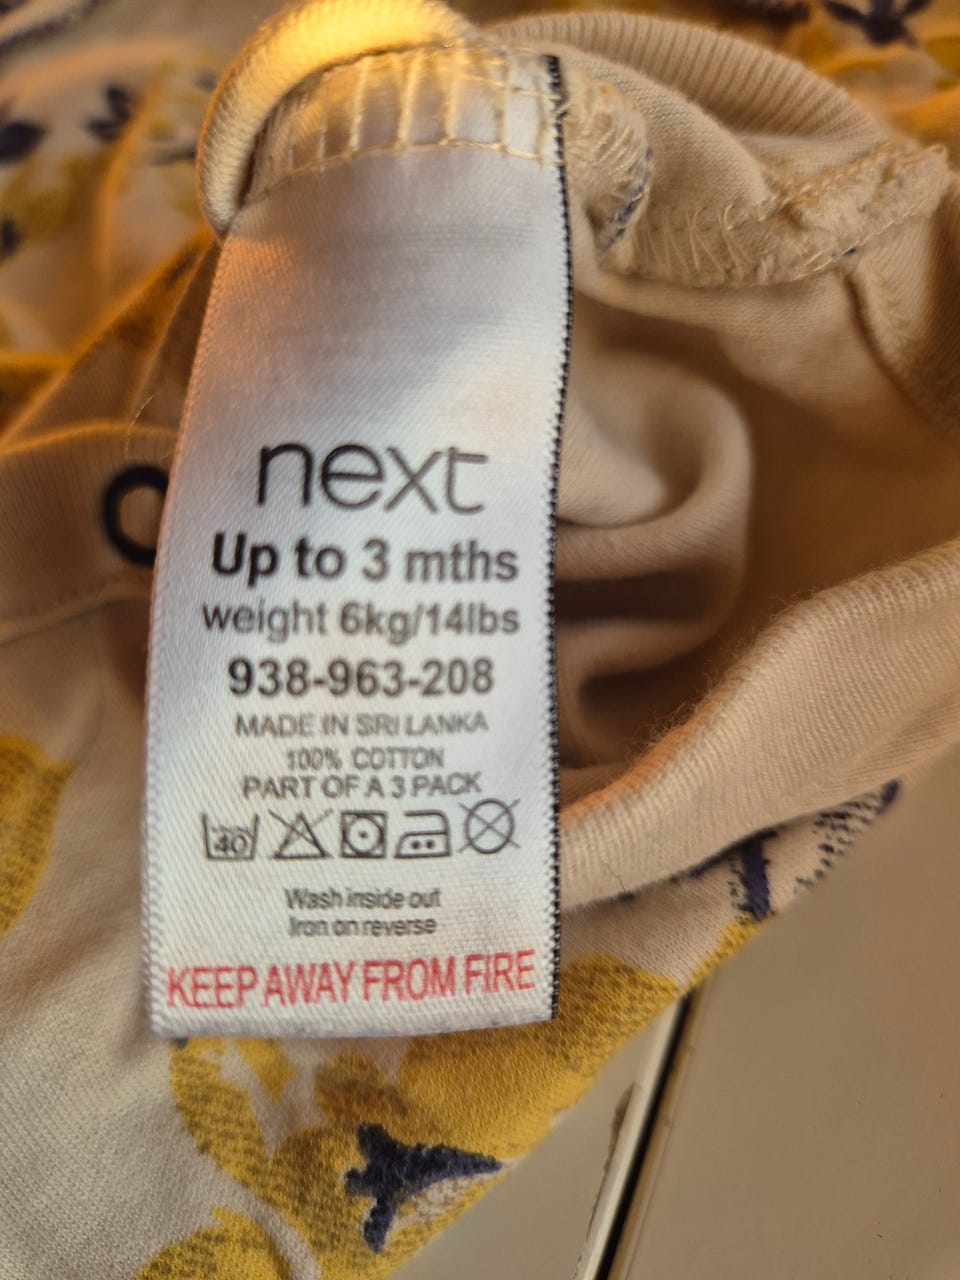 next
Up to 3 mths
weight 6kg/14lbs
938-963-208
MADE IN SRI LANKA
100% COTTON
PART OF A 3 PACK
40
Wash inside out
Iron on reverse
KEEP AWAY FROM FIRE